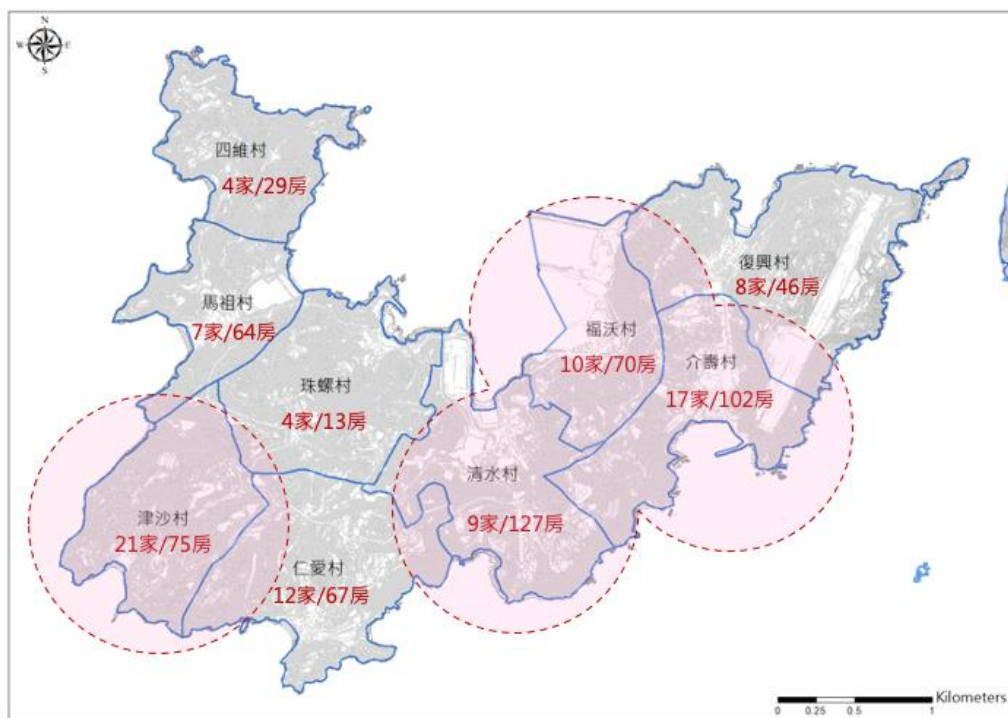 N
W
E
S
四維村
4家/29房
馬祖村
7家/64房
珠螺村
4家/13房
復興村
8家/46房
福沃村
10家/70房
介壽村
17家/102房
清水村
9家/127房
津沙村
21家/75房
仁愛村
12家/67房
Kilometers
0 0.25 0.5 1